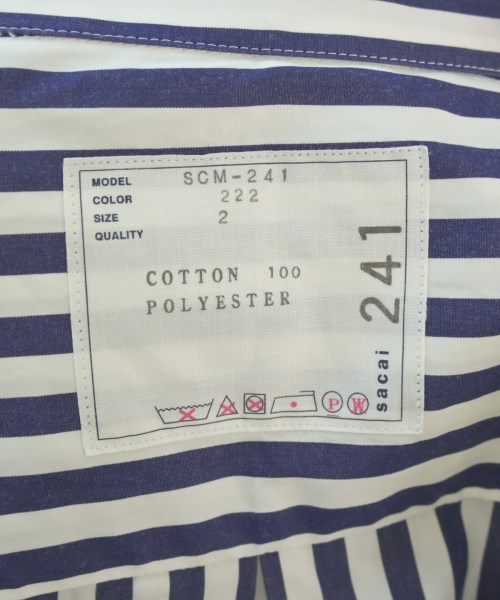 MODEL SCM-241
COLOR 222
SIZE 2
QUALITY
COTTON 100
POLYESTER
241
sacai
P W